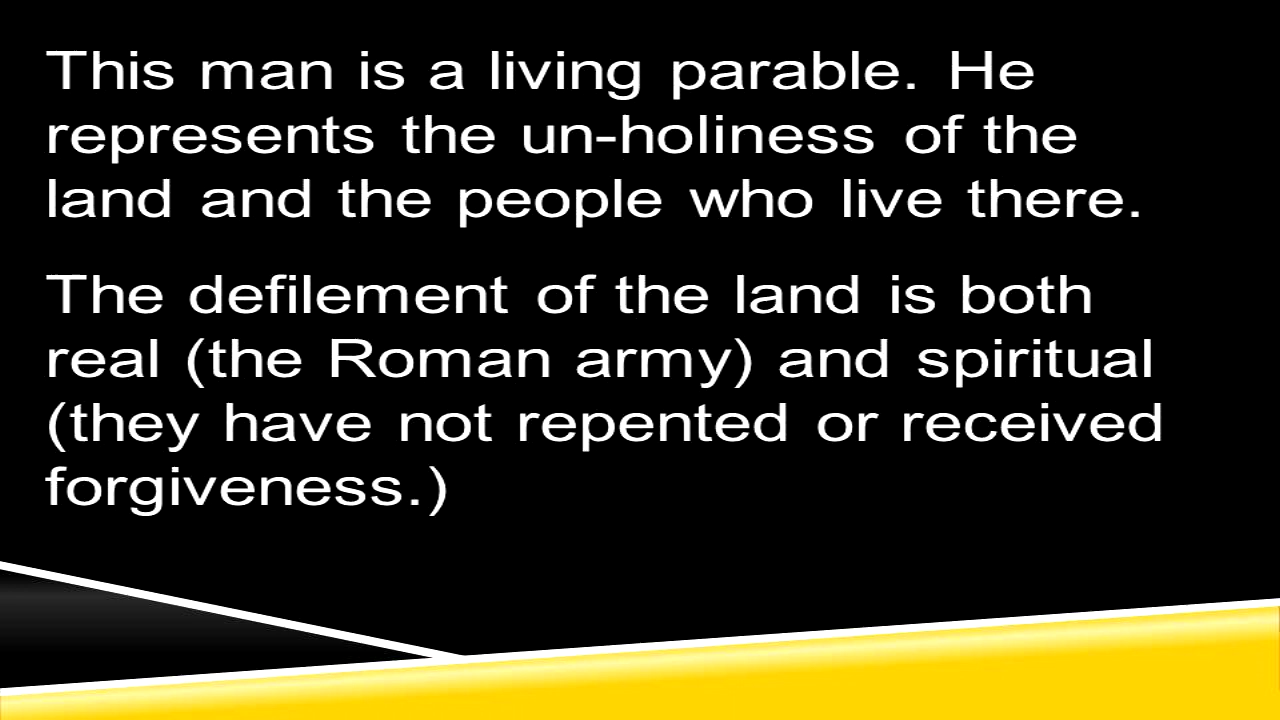 This man is a living parable. He
represents the un-holiness of the
land and the people who live there.
The defilement of the land is both
real (the Roman army) and spiritual
(they have not repented or received
forgiveness.)